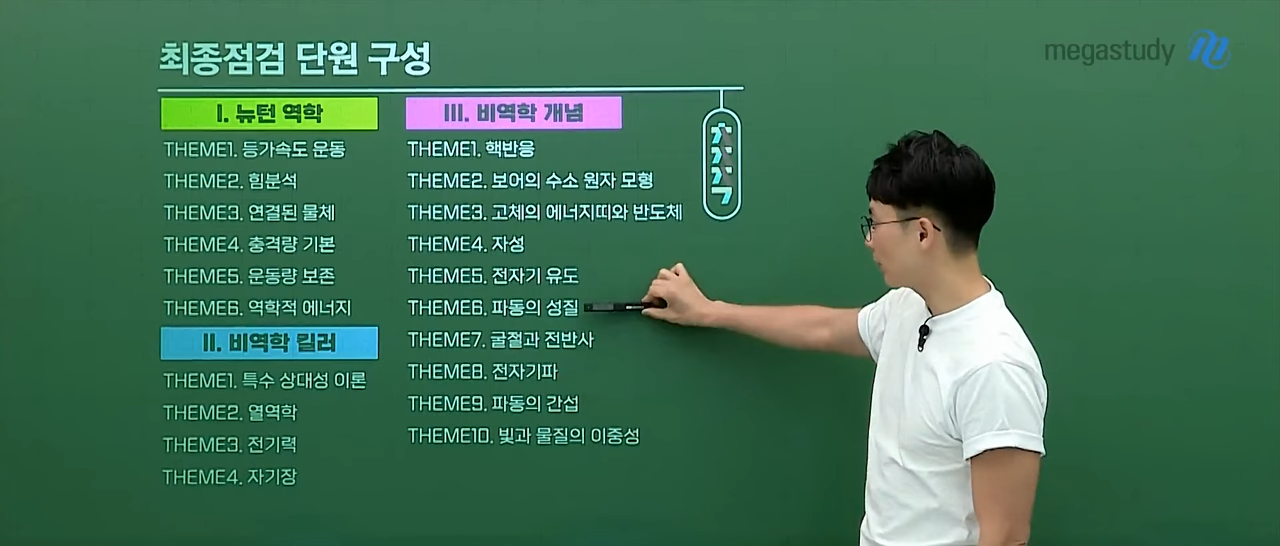 최종점검 단원 구성
megastudy
I. 뉴턴 역학
THEME1. 등가속도 운동
THEME2. 힘분석
THEME3. 연결된 물체
THEME4. 충격량 기본
THEME5. 운동량 보존
THEME6. 역학적 에너지
II. 비역학 킬러
THEME1. 특수 상대성 이론
THEME2. 열역학
THEME3. 전기력
THEME4. 자기장
III. 비역학 개념
THEME1. 핵반응
THEME2. 보어의 수소 원자 모형
THEME3. 고체의 에너지띠와 반도체
THEME4. 자성
THEME5. 전자기 유도
THEME6. 파동의 성질
THEME7. 굴절과 전반사
THEME8. 전자기파
THEME9. 파동의 간섭
THEME10. 빛과 물질의 이중성